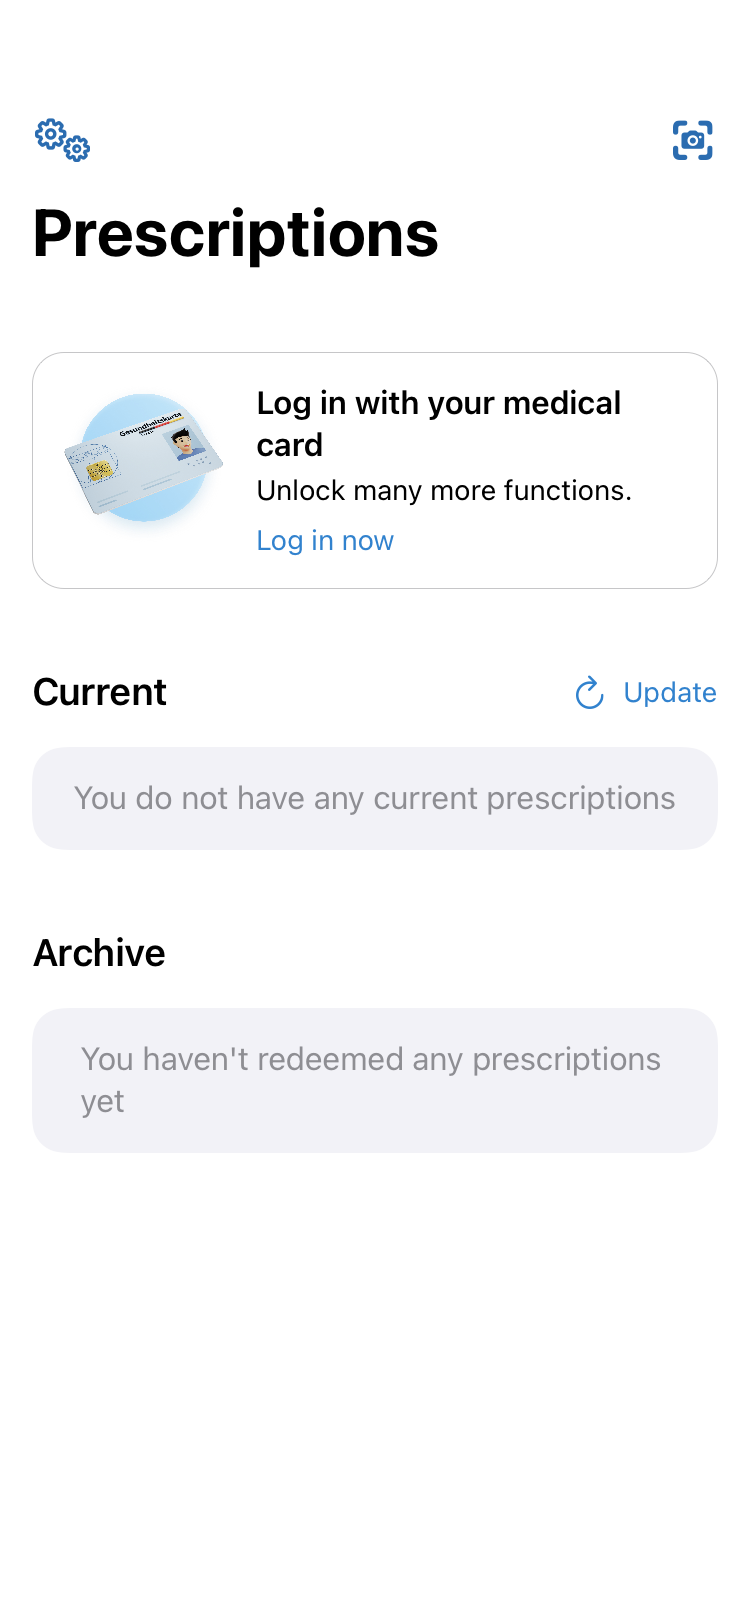 Prescriptions
Gesundheitskarte
Log in with your medical
card
Unlock many more functions.
Log in now
Current
Update
You do not have any current prescriptions
Archive
You haven't redeemed any prescriptions
yet